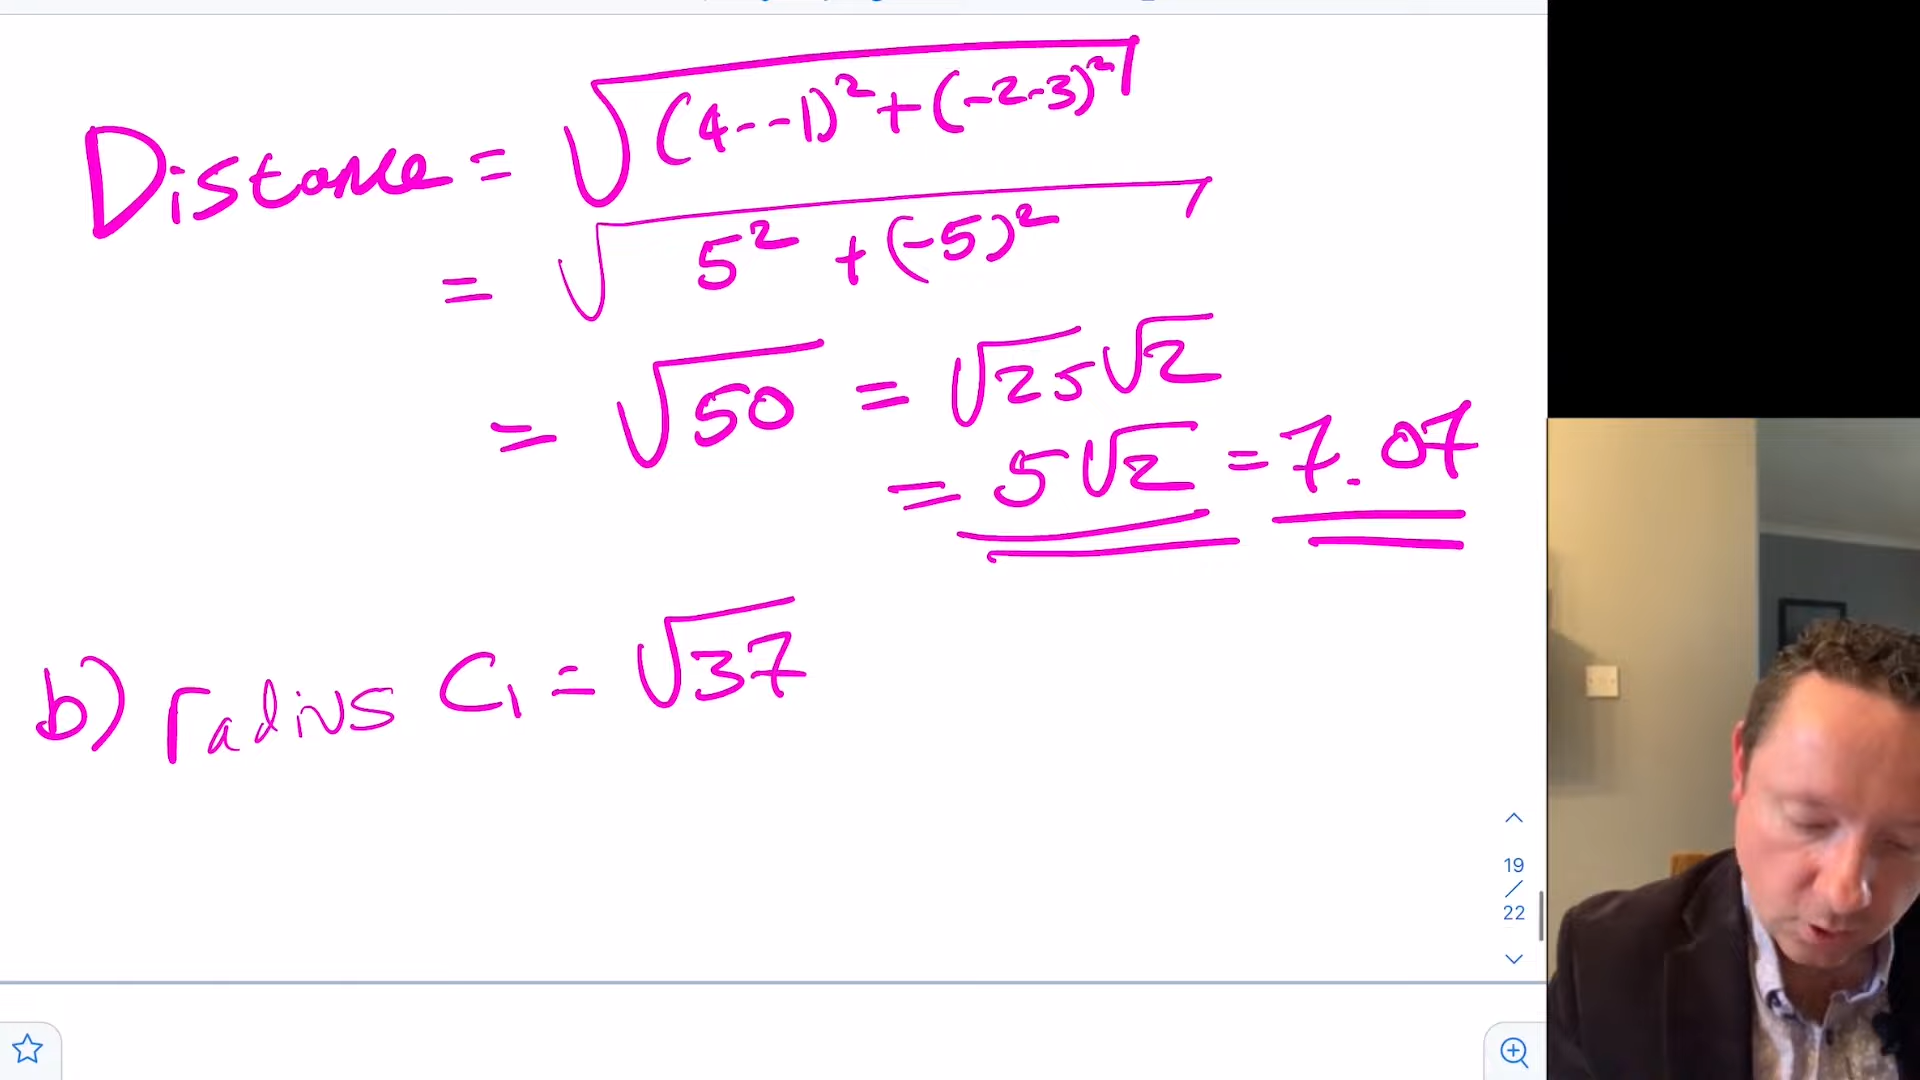 Distance = √(4--1)²+(-2-3)²
= √5² + (-5)²
= √50 = √25√2
= 5√2 = 7.07
b) radius C₁ = √37
19
/
22